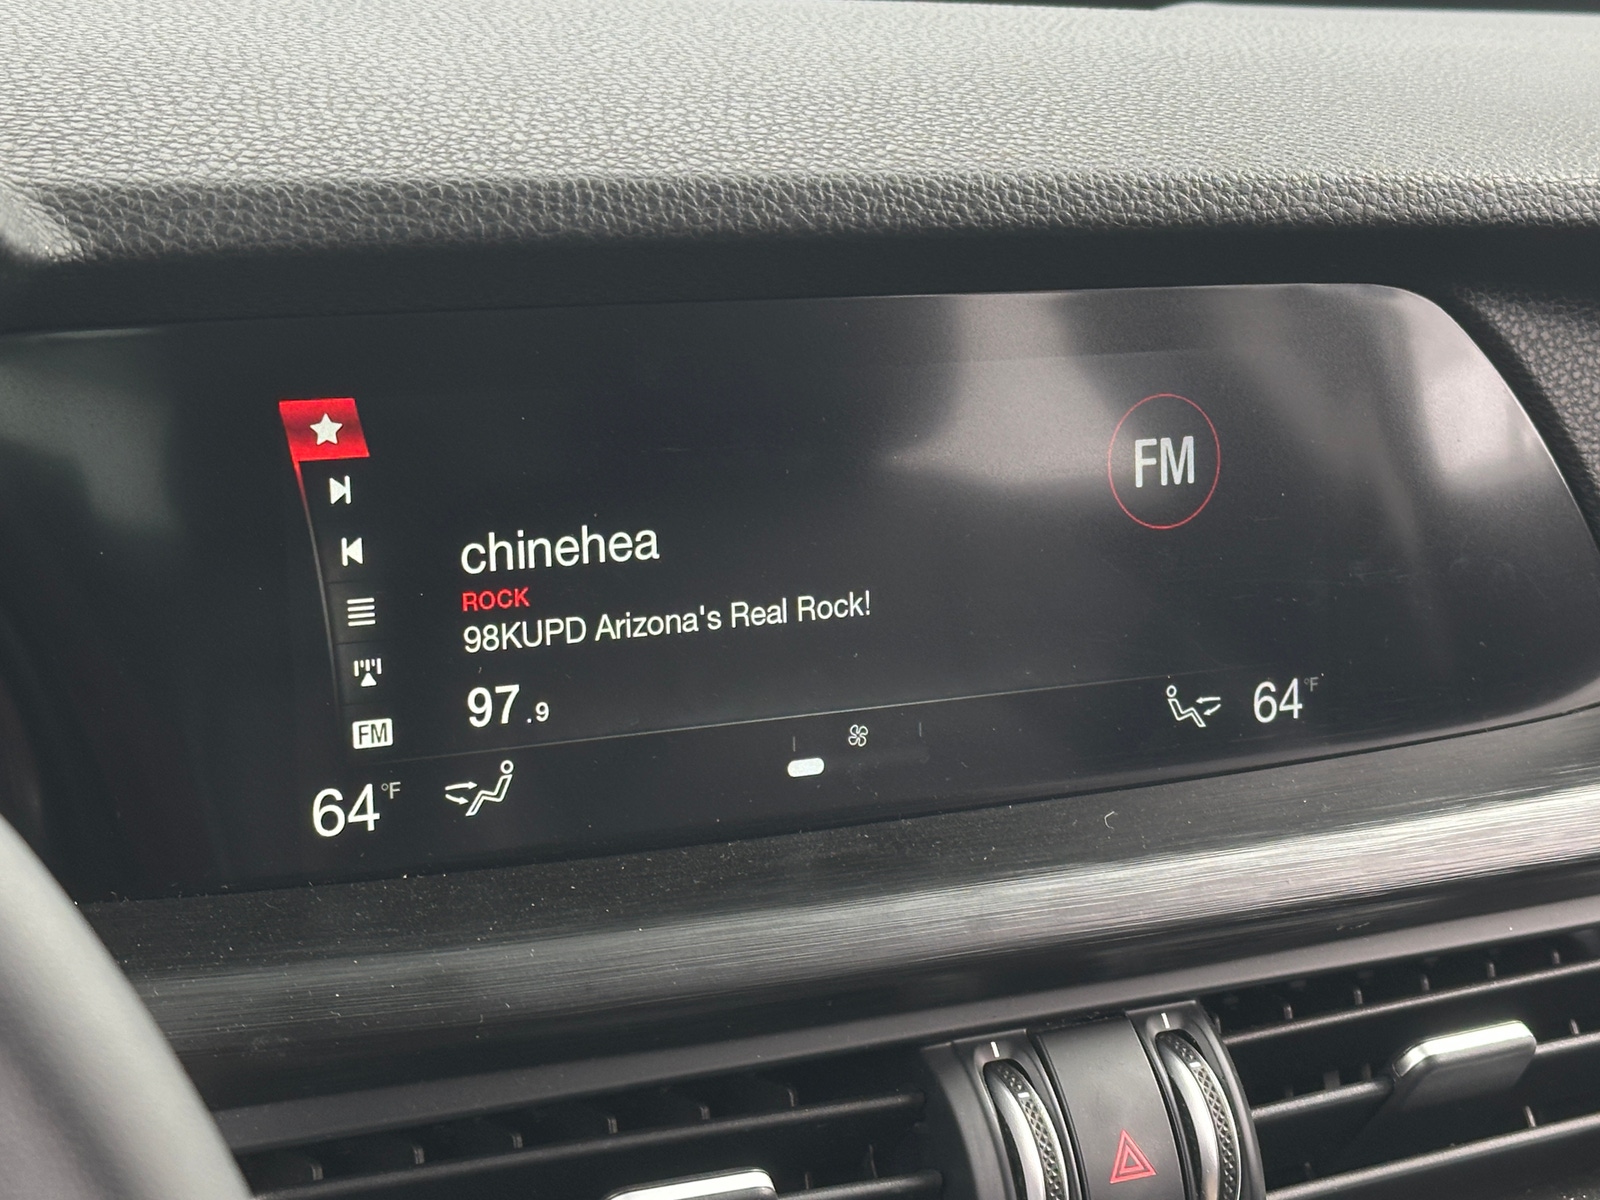 FM
chinehea
ROCK
98KUPD Arizona's Real Rock!
97.9
FM
64°F
64°F